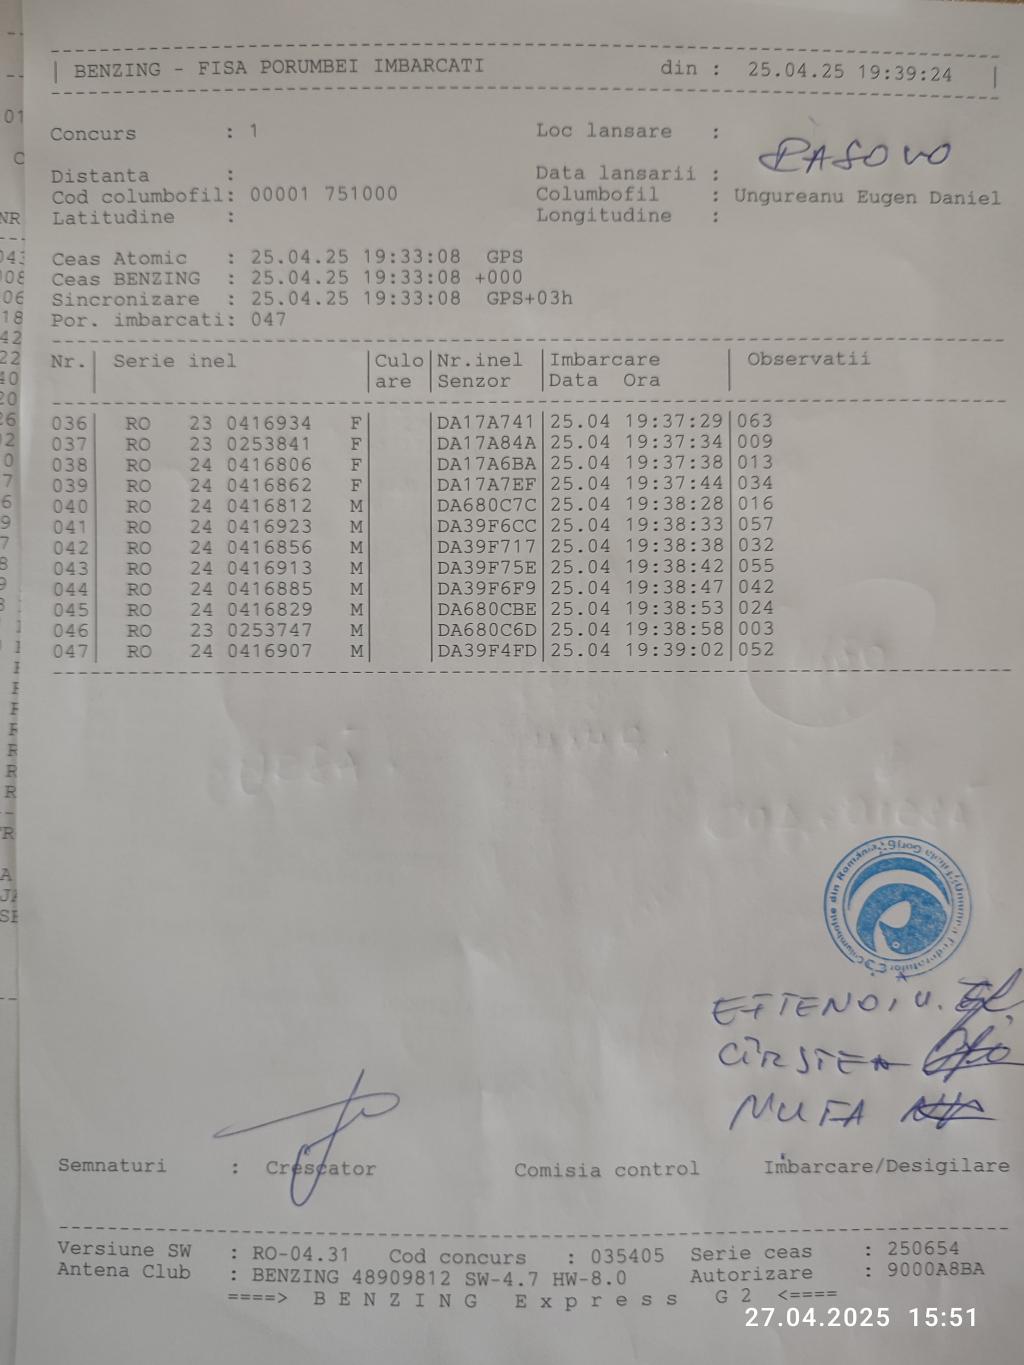 BENZING - FISA PORUMBEI IMBARCATI din : 25.04.25 19:39:24
Concurs : 1 Loc lansare :
Distanta : Data lansarii :
Cod columbofil: 00001 751000 Columbofil : Ungureanu Eugen Daniel
Latitudine : Longitudine :
Ceas Atomic : 25.04.25 19:33:08 GPS
Ceas BENZING : 25.04.25 19:33:08 +000
Sincronizare : 25.04.25 19:33:08 GPS+03h
Por. imbarcati: 047
Nr. Serie inel Culo Nr.inel Imbarcare Observatii
are Senzor Data Ora
036 RO 23 0416934 F DA17A741 25.04 19:37:29 063
037 RO 23 0253841 F DA17A84A 25.04 19:37:34 009
038 RO 24 0416806 F DA17A6BA 25.04 19:37:38 013
039 RO 24 0416862 F DA17A7EF 25.04 19:37:44 034
040 RO 24 0416812 M DA680C7C 25.04 19:38:28 016
041 RO 24 0416923 M DA39F6CC 25.04 19:38:33 057
042 RO 24 0416856 M DA39F717 25.04 19:38:38 032
043 RO 24 0416913 M DA39F75E 25.04 19:38:42 055
044 RO 24 0416885 M DA39F6F9 25.04 19:38:47 042
045 RO 24 0416829 M DA680CBE 25.04 19:38:53 024
046 RO 23 0253747 M DA680C6D 25.04 19:38:58 003
047 RO 24 0416907 M DA39F4FD 25.04 19:39:02 052
MUFA
Semnaturi : Crescator Comisia control Imbarcare/Desigilare
Versiune SW : RO-04.31 Cod concurs : 035405 Serie ceas : 250654
Antena Club : BENZING 48909812 SW-4.7 HW-8.0 Autorizare : 9000A8BA
====> B E N Z I N G E x p r e s s G 2 <====
27.04.2025 15:51